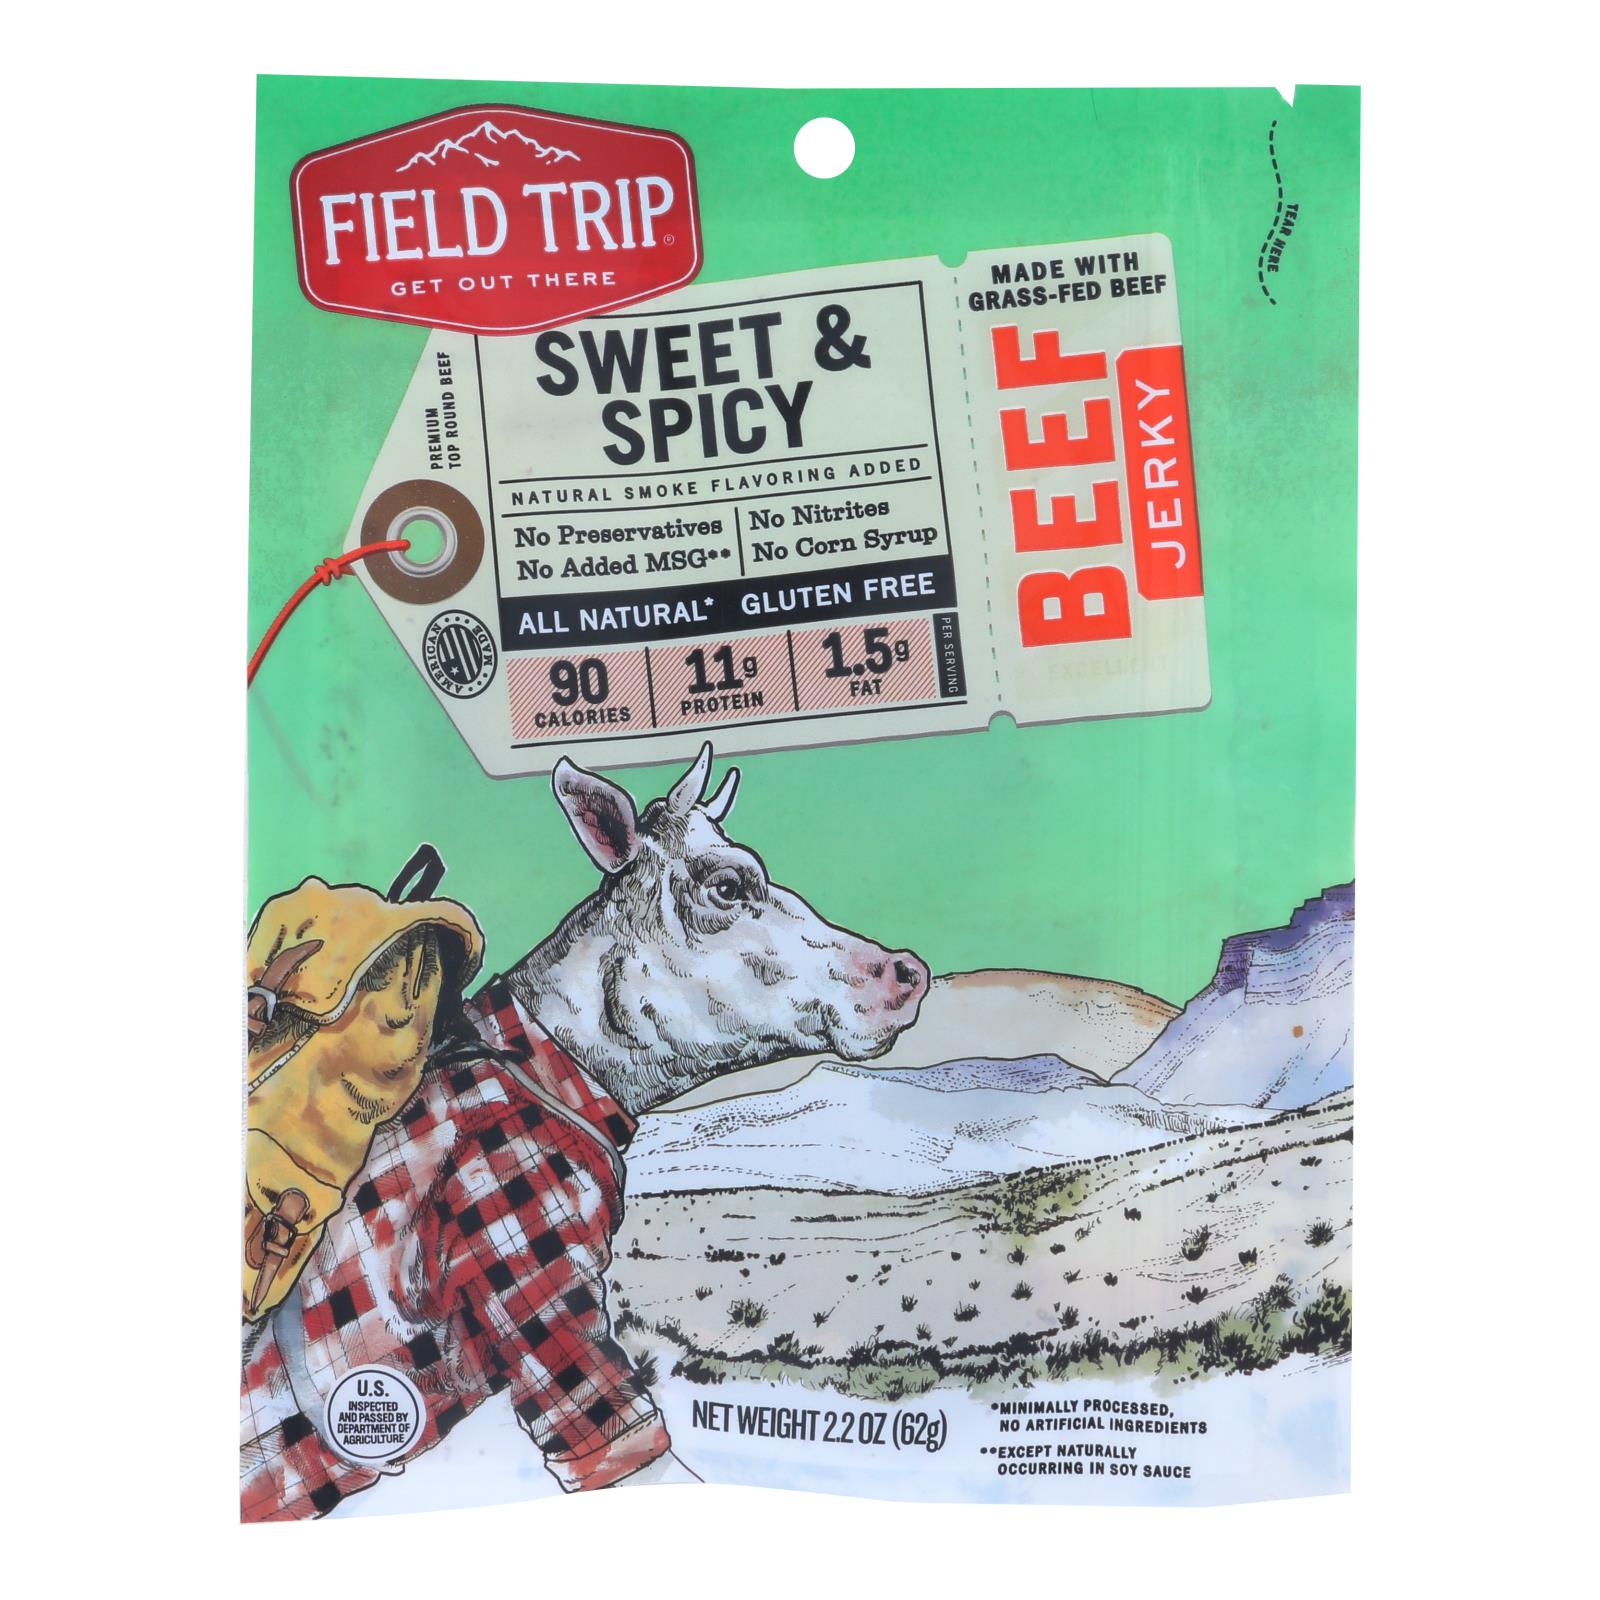 FIELD TRIP®
GET OUT THERE
TEAR HERE
MADE WITH
GRASS-FED BEEF
BEEF
JERKY
EXCELLENT
PREMIUM
TOP ROUND BEEF
SWEET &
SPICY
NATURAL SMOKE FLAVORING ADDED
No Preservatives
No Added MSG**
No Nitrites
No Corn Syrup
ALL NATURAL* GLUTEN FREE
AMERICAN MADE
90
CALORIES
11g
PROTEIN
1.5g
FAT
PER SERVING
U.S.
INSPECTED
AND PASSED BY
DEPARTMENT OF
AGRICULTURE
NET WEIGHT 2.2 OZ (62g)
*MINIMALLY PROCESSED,
NO ARTIFICIAL INGREDIENTS
**EXCEPT NATURALLY
OCCURRING IN SOY SAUCE